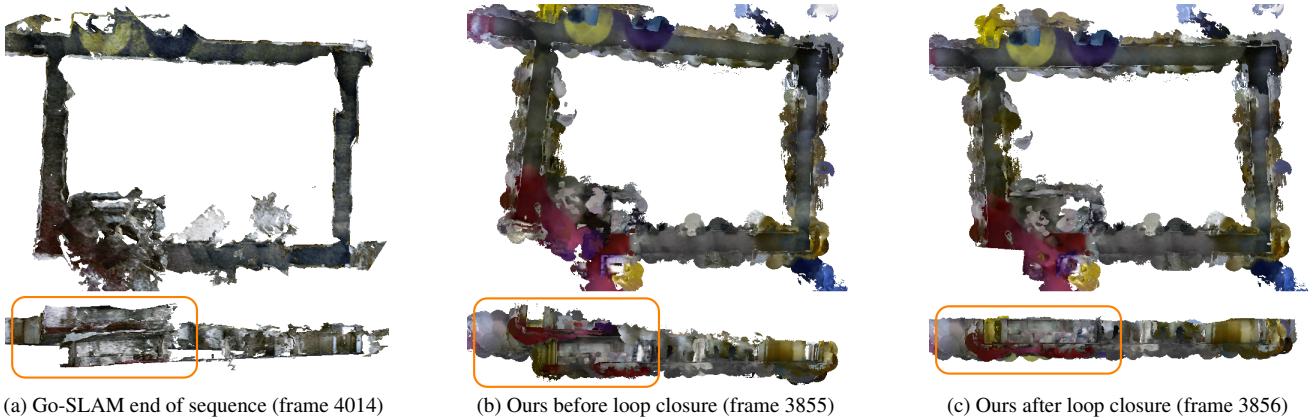 (a) Go-SLAM end of sequence (frame 4014)
(b) Ours before loop closure (frame 3855)
(c) Ours after loop closure (frame 3856)